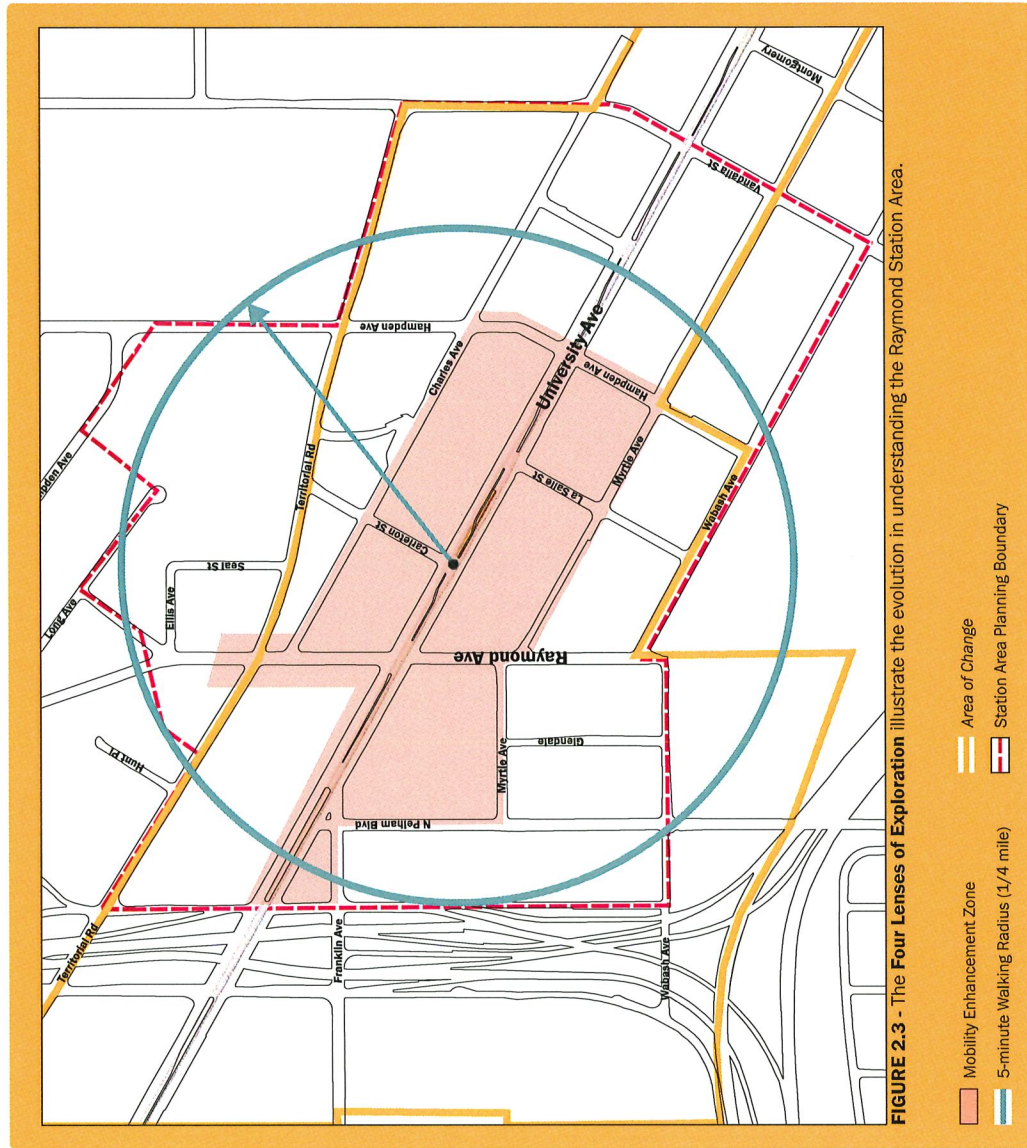 Territorial Rd
Hunt Pl
Long Ave
Ellis Ave
Seal St
mpden Ave
Hampden Ave
Territorial Rd
Franklin Ave
N Pelham Blvd
Raymond Ave
Carleton St
Charles Ave
University Ave
Myrtle Ave
Glendale
La Salle St
Myrtle Ave
Hampden Ave
Wabash Ave
Wabash Ave
Vandalia St
Montgomery
FIGURE 2.3 - The Four Lenses of Exploration illustrate the evolution in understanding the Raymond Station Area.
Mobility Enhancement Zone
5-minute Walking Radius (1/4 mile)
Area of Change
Station Area Planning Boundary